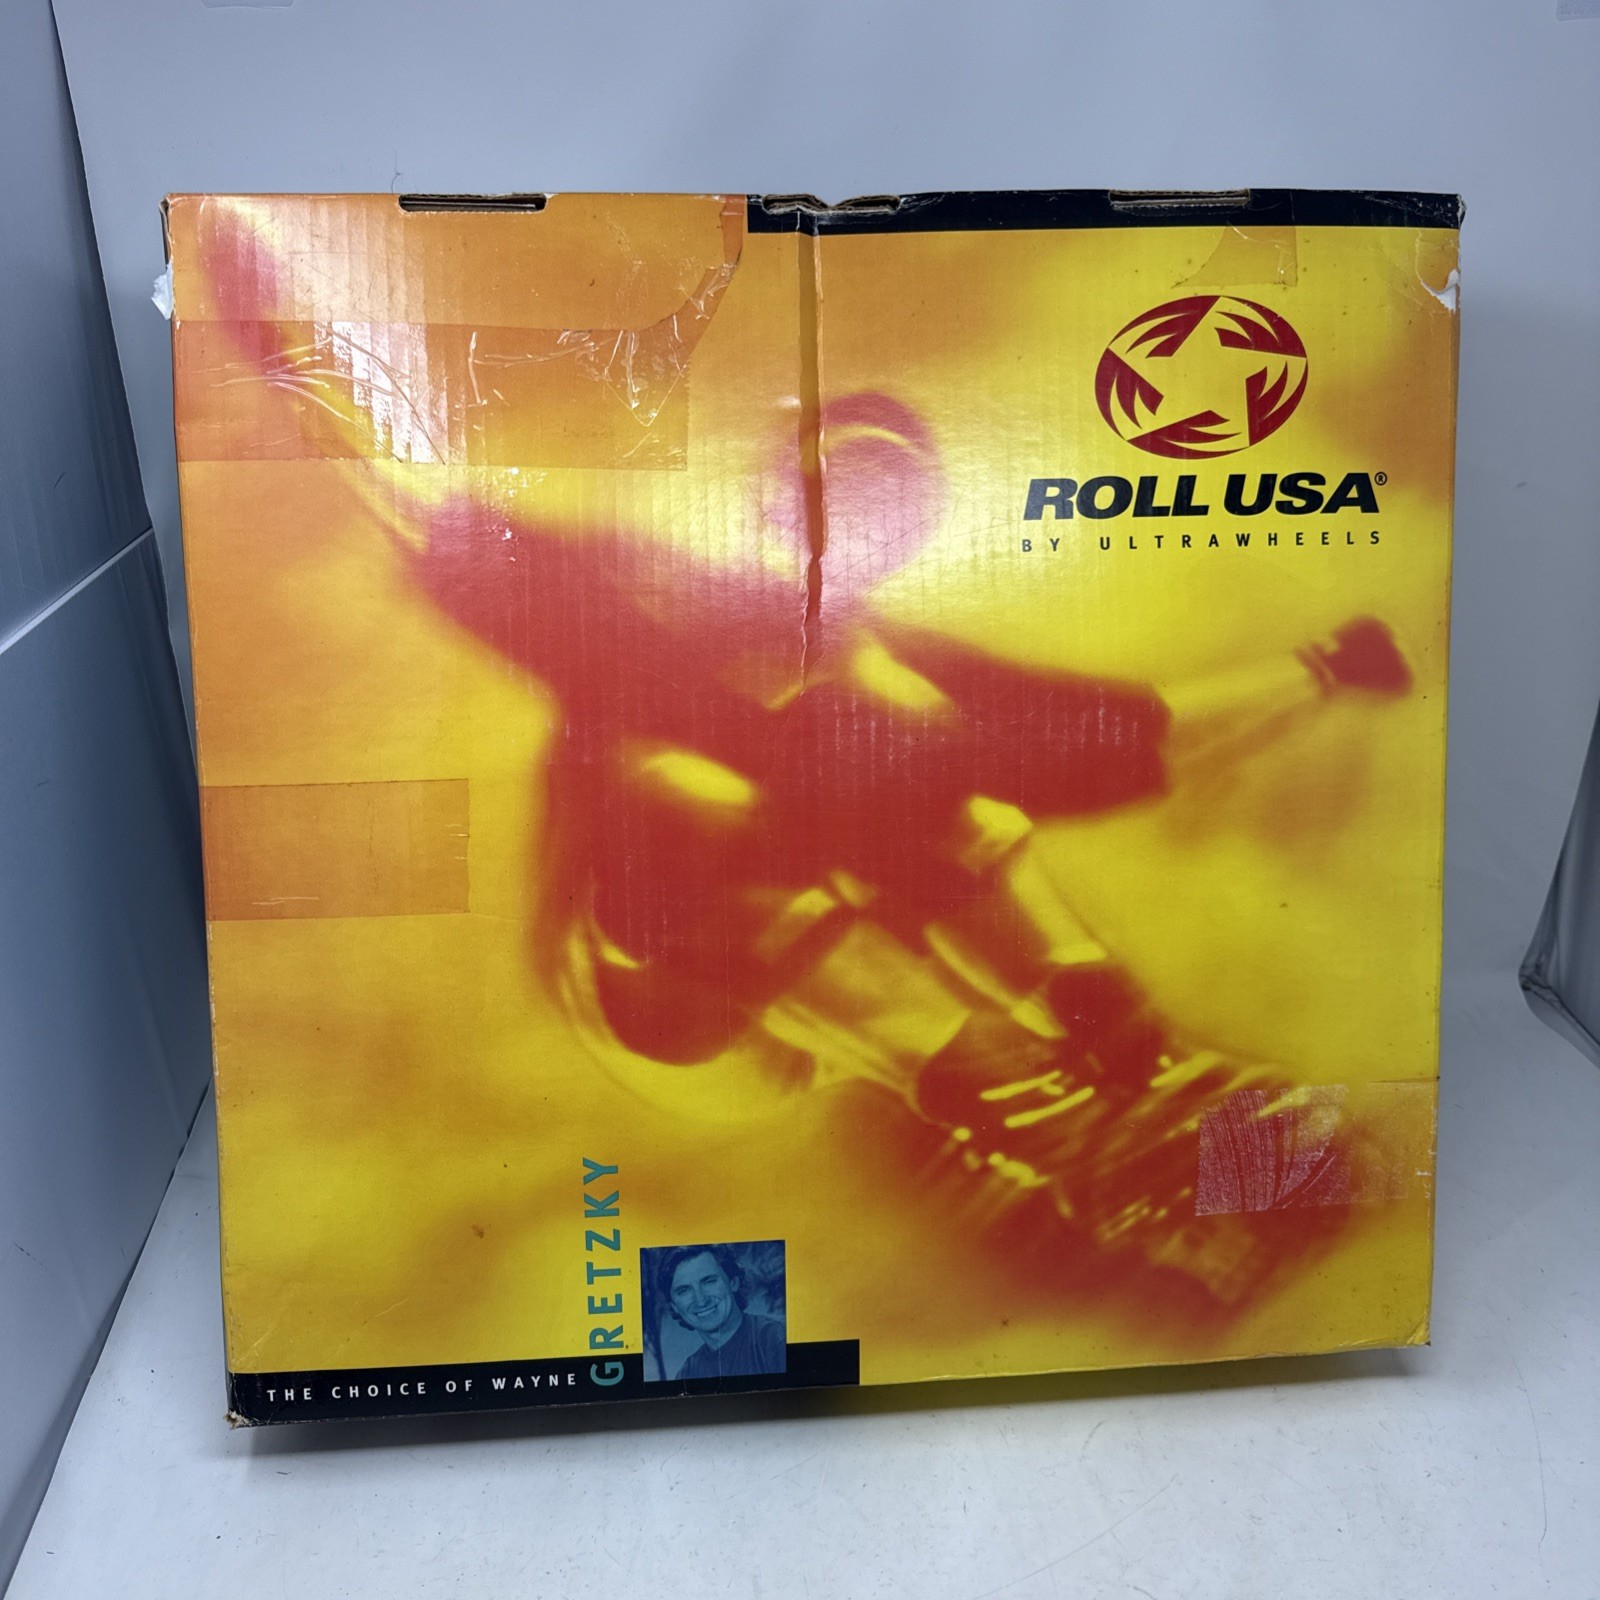 ROLL USA®
BY ULTRAWHEELS
THE CHOICE OF WAYNE
GRETZKY